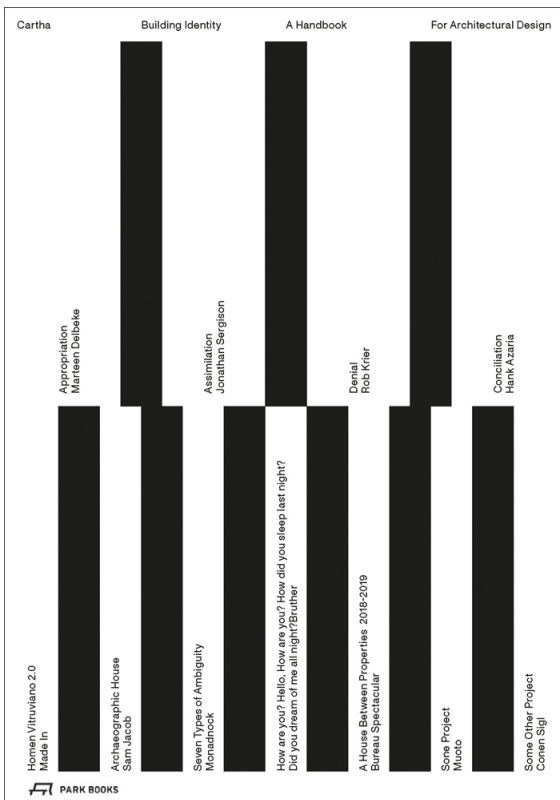 Cartha
Building Identity
A Handbook
For Architectural Design
Appropriation
Marteen Delbeke
Assimilation
Jonathan Sergison
Denial
Rob Krier
Conciliation
Hank Azaria
Homen Vitruviano 2.0
Made In
Archaeographic House
Sam Jacob
Seven Types of Ambiguity
Monadnock
How are you? Hello, How are you? How did you sleep last night?
Did you dream of me all night?Bruther
A House Between Properties 2018-2019
Bureau Spectacular
Sone Project
Muoto
Some Other Project
Conen Sigl
PARK BOOKS